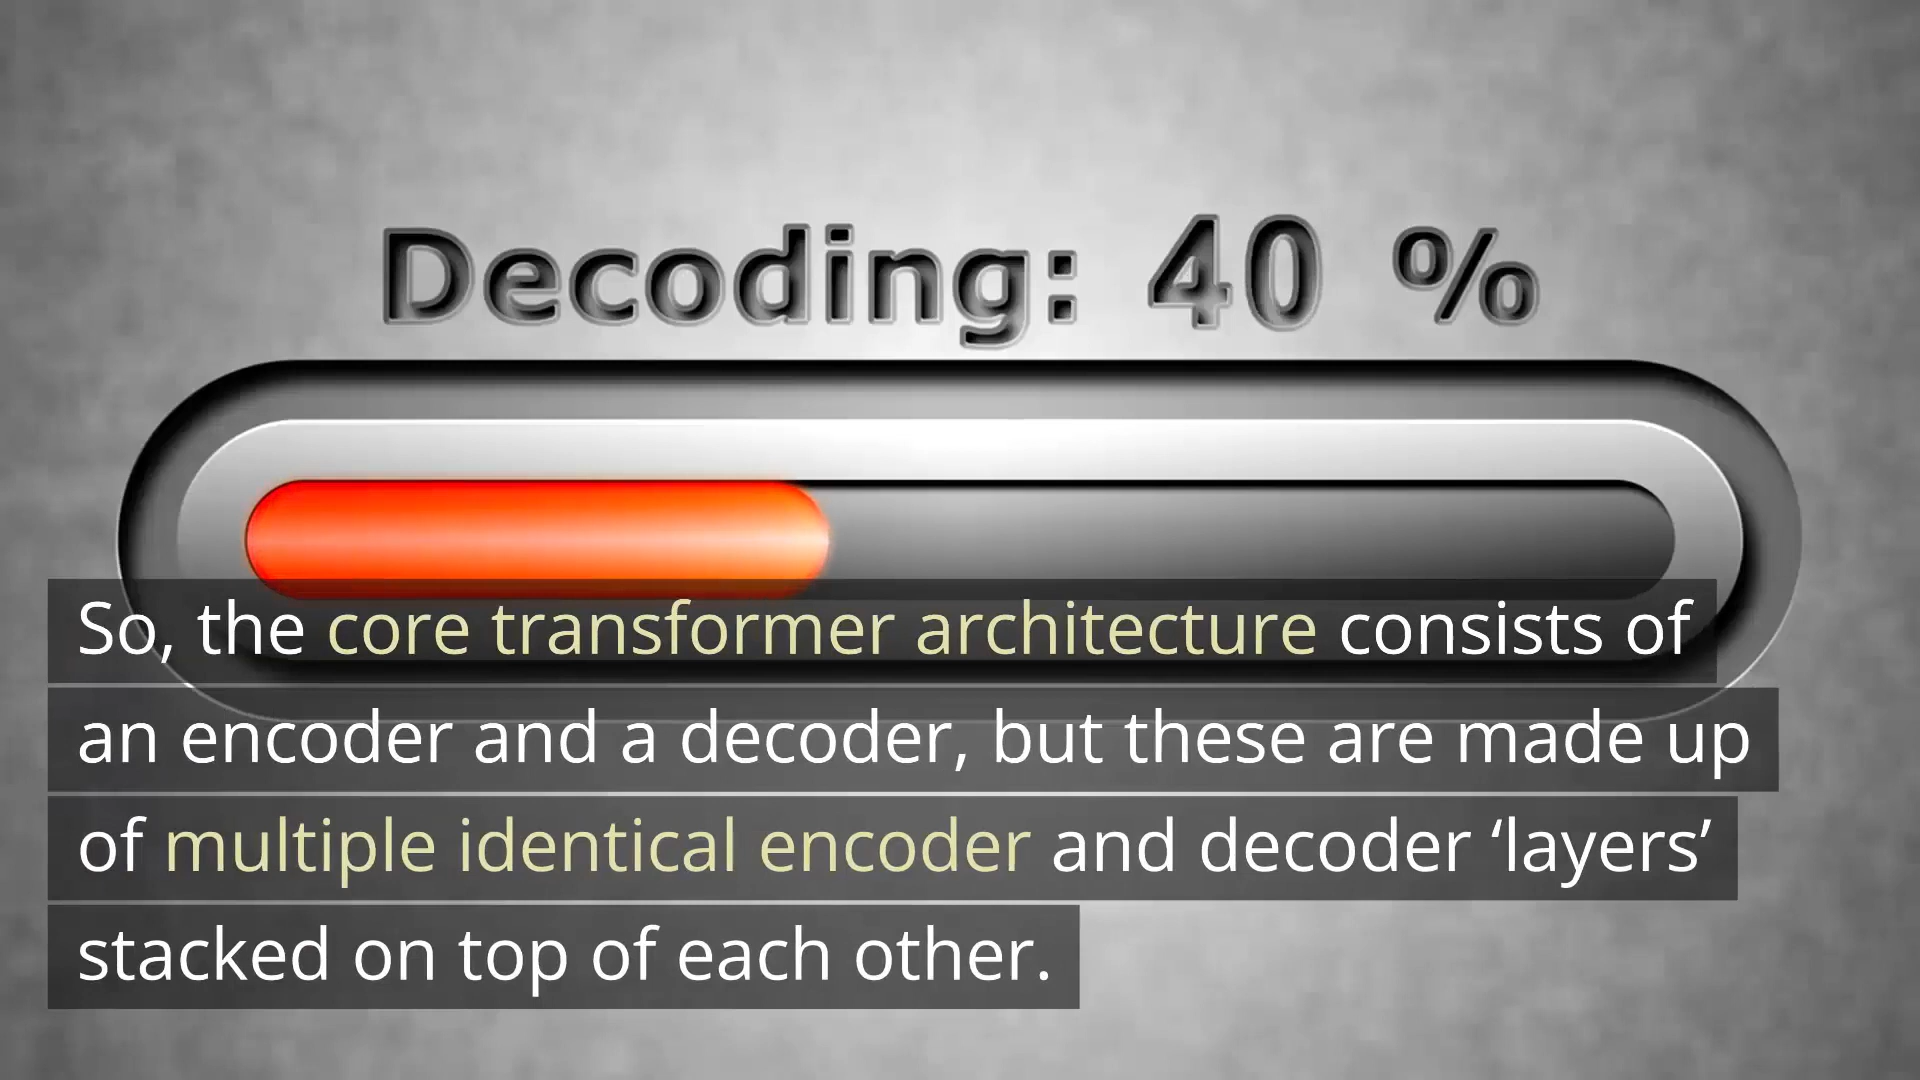 Decoding: 40 %
So, the core transformer architecture consists of
an encoder and a decoder, but these are made up
of multiple identical encoder and decoder ‘layers’
stacked on top of each other.